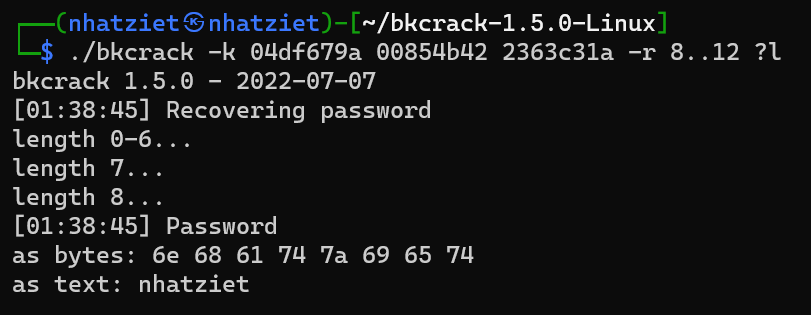 ┌──(nhatziet㉿nhatziet)-[~/bkcrack-1.5.0-Linux]
└─$ ./bkcrack -k 04df679a 00854b42 2363c31a -r 8..12 ?l
bkcrack 1.5.0 - 2022-07-07
[01:38:45] Recovering password
length 0-6...
length 7...
length 8...
[01:38:45] Password
as bytes: 6e 68 61 74 7a 69 65 74
as text: nhatziet